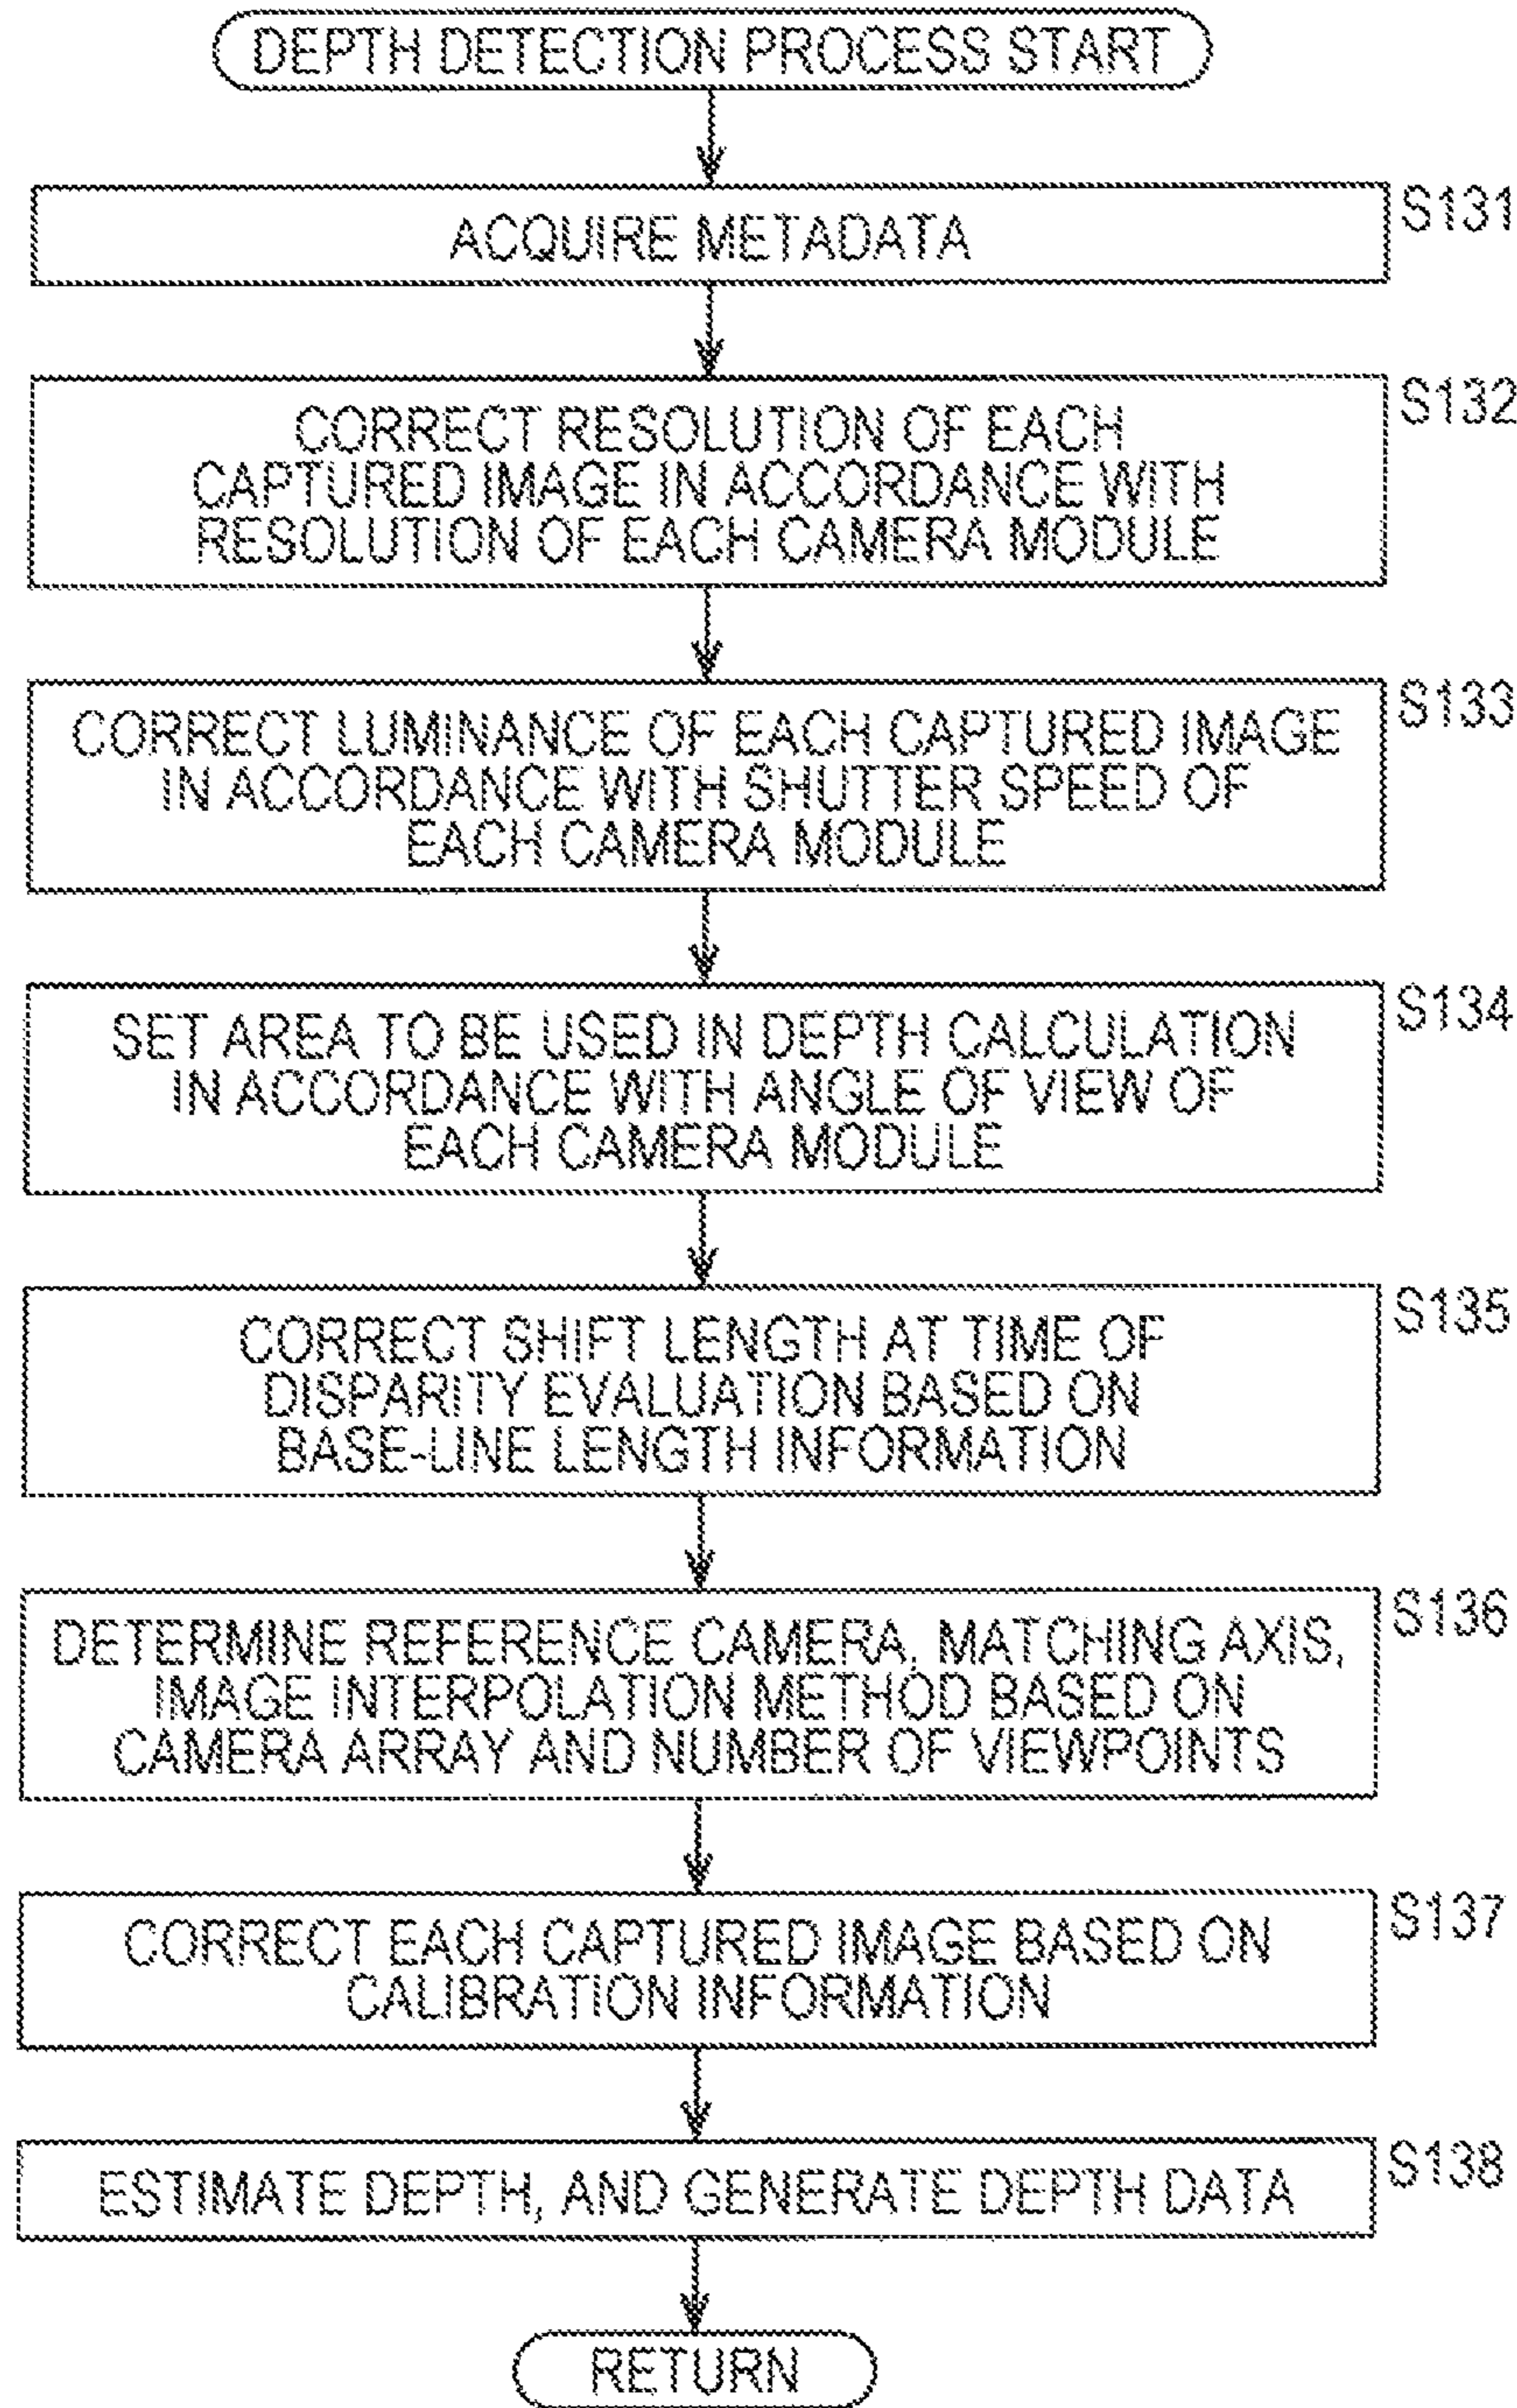 DEPTH DETECTION PROCESS START
S131
ACQUIRE METADATA
S132
CORRECT RESOLUTION OF EACH
CAPTURED IMAGE IN ACCORDANCE WITH
RESOLUTION OF EACH CAMERA MODULE
S133
CORRECT LUMINANCE OF EACH CAPTURED IMAGE
IN ACCORDANCE WITH SHUTTER SPEED OF
EACH CAMERA MODULE
S134
SET AREA TO BE USED IN DEPTH CALCULATION
IN ACCORDANCE WITH ANGLE OF VIEW OF
EACH CAMERA MODULE
S135
CORRECT SHIFT LENGTH AT TIME OF
DISPARITY EVALUATION BASED ON
BASE-LINE LENGTH INFORMATION
S136
DETERMINE REFERENCE CAMERA, MATCHING AXIS,
IMAGE INTERPOLATION METHOD BASED ON
CAMERA ARRAY AND NUMBER OF VIEWPOINTS
S137
CORRECT EACH CAPTURED IMAGE BASED ON
CALIBRATION INFORMATION
S138
ESTIMATE DEPTH, AND GENERATE DEPTH DATA
RETURN